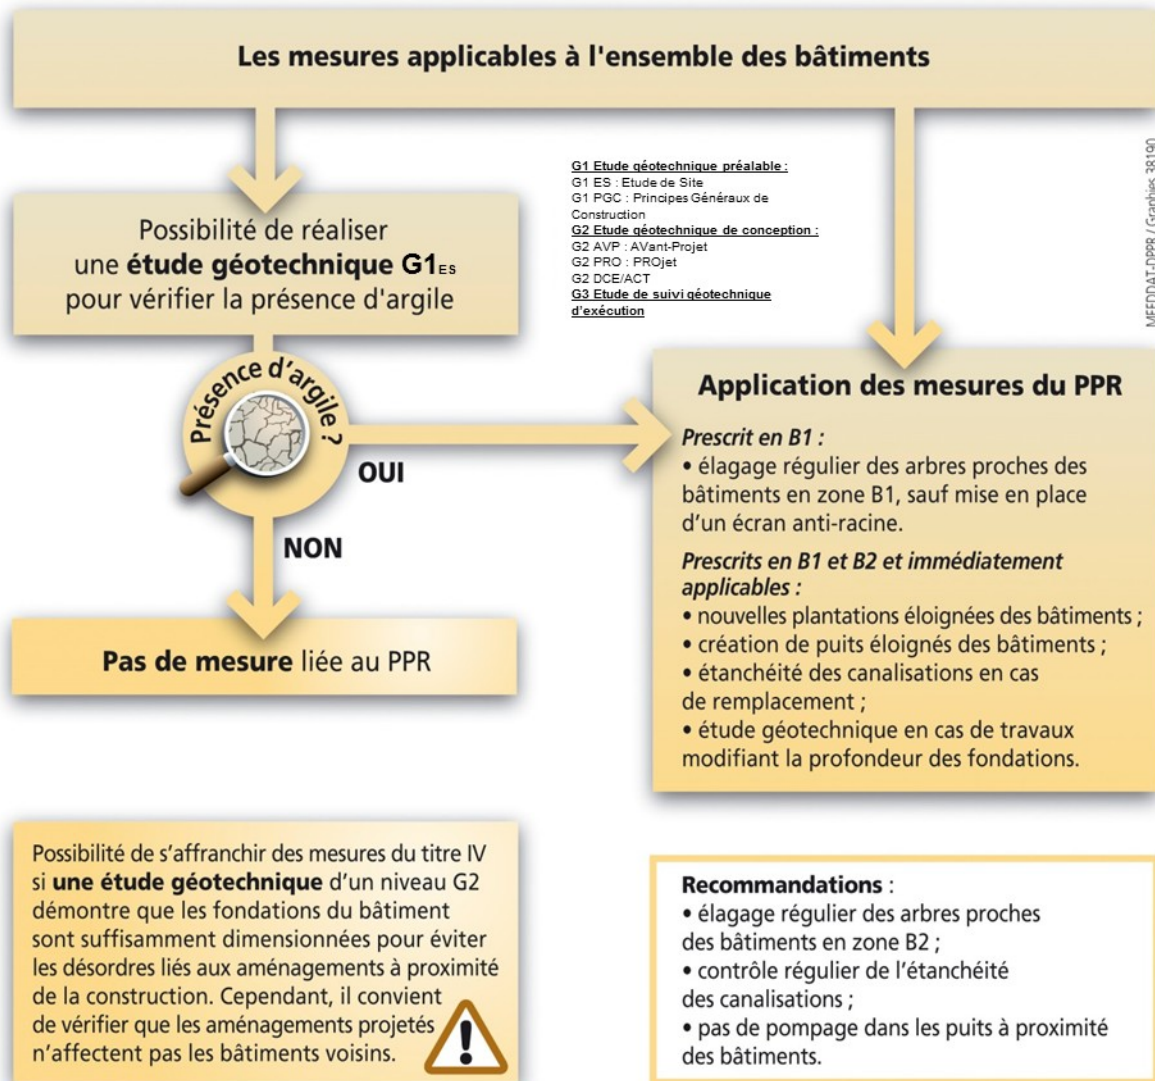 Les mesures applicables à l'ensemble des bâtiments
Possibilité de réaliser
une étude géotechnique G1ES
pour vérifier la présence d'argile
G1 Etude géotechnique préalable :
G1 ES : Etude de Site
G1 PGC : Principes Généraux de
Construction
G2 Etude géotechnique de conception :
G2 AVP : AVant-Projet
G2 PRO : PROjet
G2 DCE/ACT
G3 Etude de suivi géotechnique
d'exécution
MEEDDAT-DPPR / Graphies 38190
Présence d'argile ?
OUI
NON
Pas de mesure liée au PPR
Application des mesures du PPR
Prescrit en B1 :
• élagage régulier des arbres proches des
bâtiments en zone B1, sauf mise en place
d'un écran anti-racine.
Prescrits en B1 et B2 et immédiatement
applicables :
• nouvelles plantations éloignées des bâtiments ;
• création de puits éloignés des bâtiments ;
• étanchéité des canalisations en cas
de remplacement ;
• étude géotechnique en cas de travaux
modifiant la profondeur des fondations.
Possibilité de s'affranchir des mesures du titre IV
si une étude géotechnique d'un niveau G2
démontre que les fondations du bâtiment
sont suffisamment dimensionnées pour éviter
les désordres liés aux aménagements à proximité
de la construction. Cependant, il convient
de vérifier que les aménagements projetés
n'affectent pas les bâtiments voisins.
!
Recommandations :
• élagage régulier des arbres proches
des bâtiments en zone B2 ;
• contrôle régulier de l'étanchéité
des canalisations ;
• pas de pompage dans les puits à proximité
des bâtiments.